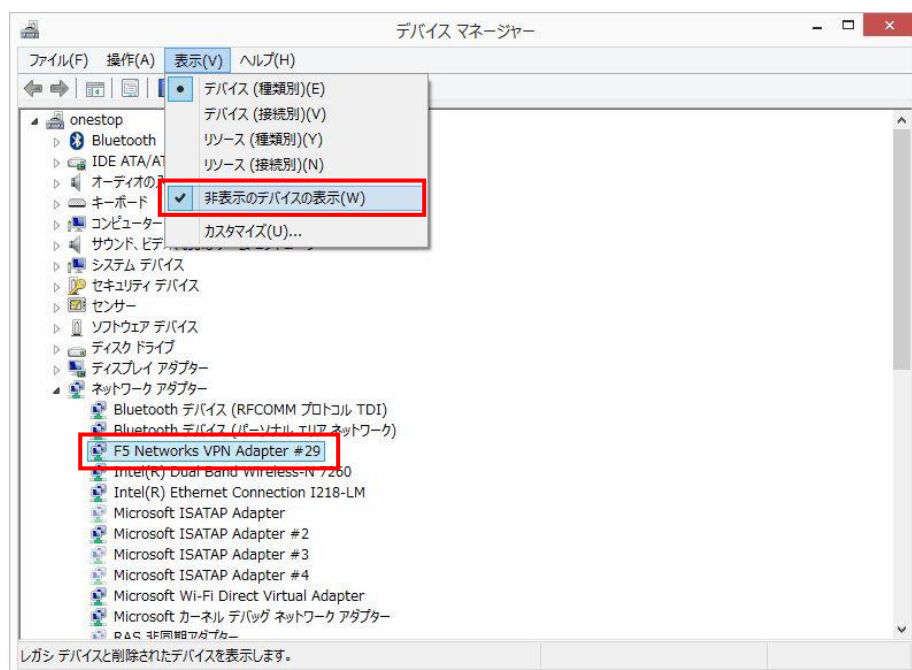 デバイス マネージャー
ファイル(F) 操作(A) 表示(V) ヘルプ(H)
デバイス (種類別)(E)
デバイス (接続別)(V)
リソース (種類別)(Y)
リソース (接続別)(N)
非表示のデバイスの表示(W)
カスタマイズ(U)...
onestop
Bluetooth
IDE ATA/AT
オーディオの入
キーボード
コンピューター
サウンド、ビデ
システム デバイス
セキュリティ デバイス
センサー
ソフトウェア デバイス
ディスク ドライブ
ディスプレイ アダプター
ネットワーク アダプター
Bluetooth デバイス (RFCOMM プロトコル TDI)
Bluetooth デバイス (パーソナル エリア ネットワーク)
F5 Networks VPN Adapter #29
Intel(R) Dual Band Wireless-N 7260
Intel(R) Ethernet Connection I218-LM
Microsoft ISATAP Adapter
Microsoft ISATAP Adapter #2
Microsoft ISATAP Adapter #3
Microsoft ISATAP Adapter #4
Microsoft Wi-Fi Direct Virtual Adapter
Microsoft カーネル デバッグ ネットワーク アダプター
RAS 非同期アダプター
レガシ デバイスと削除されたデバイスを表示します。